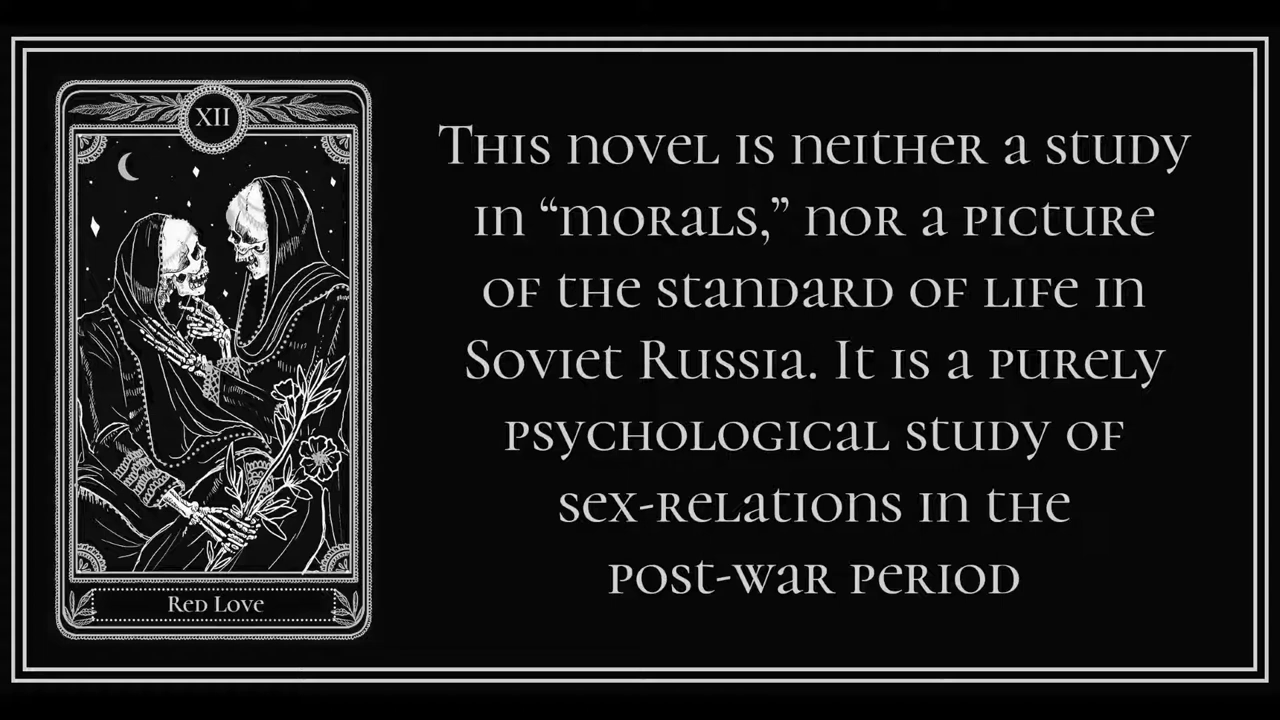 XII
Red Love
This novel is neither a study
in “morals,” nor a picture
of the standard of life in
Soviet Russia. It is a purely
psychological study of
sex-relations in the
post-war period